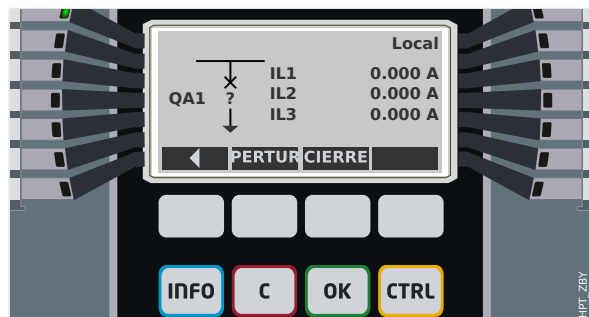 Local
IL1 0.000 A
QA1 ? IL2 0.000 A
IL3 0.000 A
PERTUR CIERRE
INFO C OK CTRL
HPT_ZBY